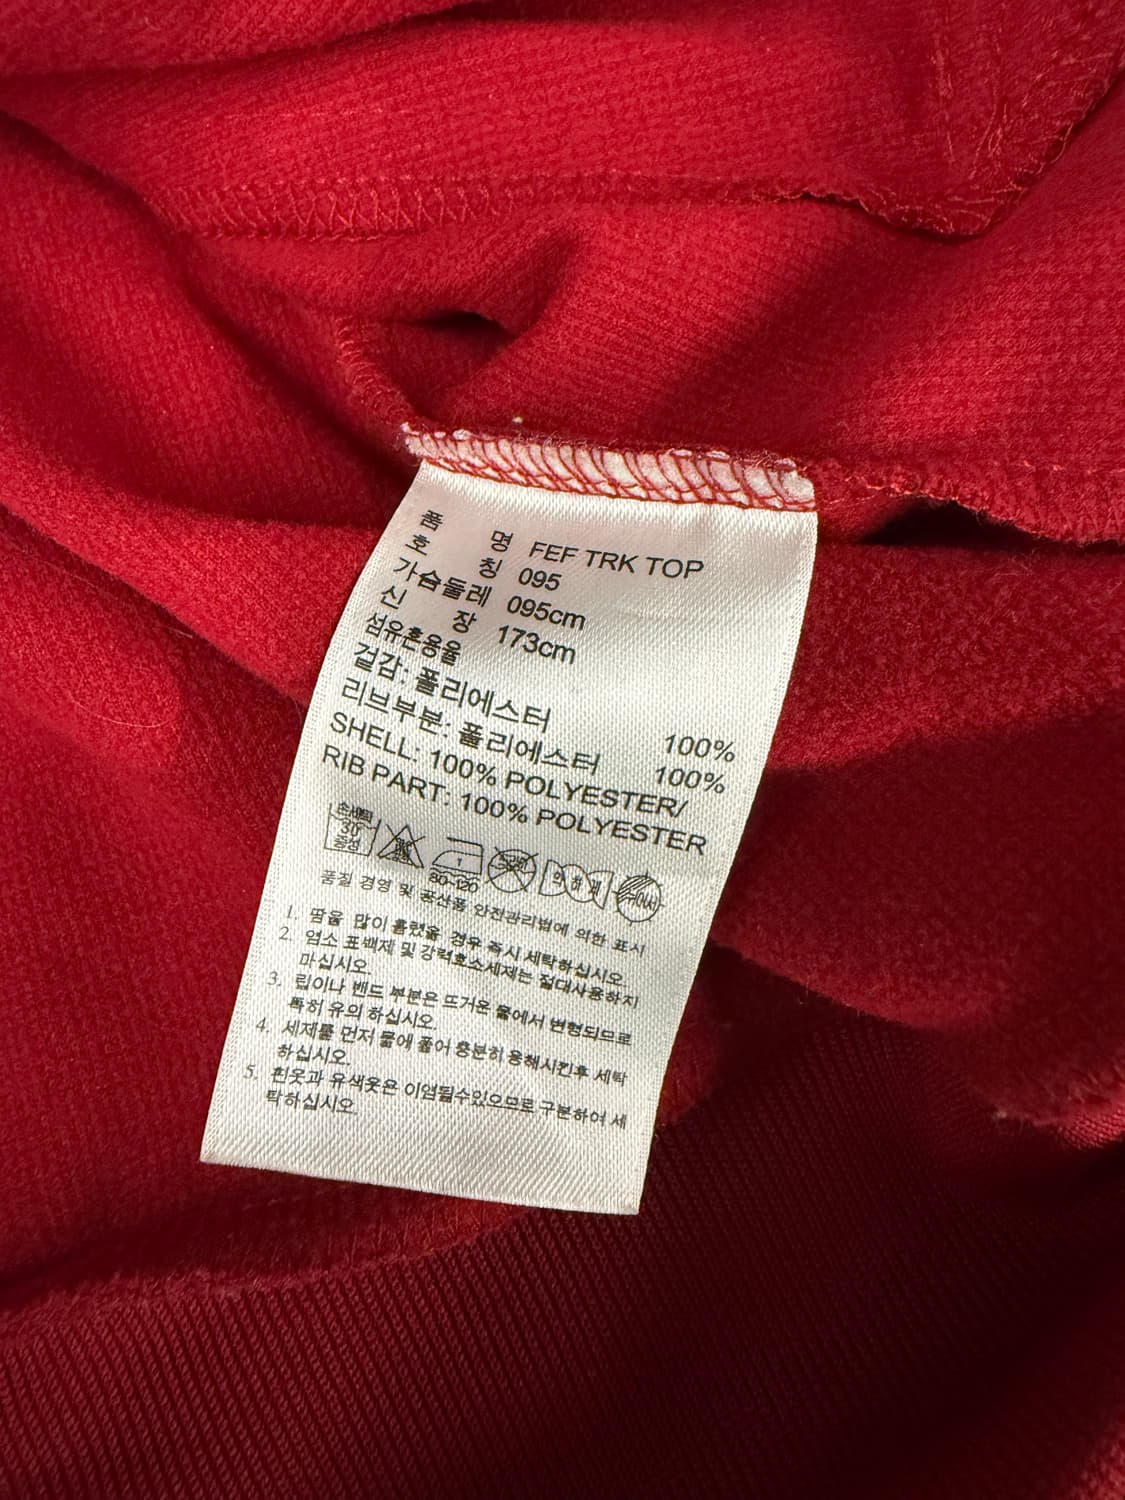 품 명 FEF TRK TOP
호 칭 095
가슴둘레 095cm
신 장 173cm
섬유혼용율
겉감: 폴리에스터 100%
리브부분: 폴리에스터 100%
SHELL: 100% POLYESTER/
RIB PART: 100% POLYESTER
손세탁
30
중성
80~120
품질 경영 및 공산품 안전관리법에 의한 표시
1. 땀을 많이 흘렸을 경우 즉시 세탁하십시오.
2. 염소 표백제 및 강력효소세제는 절대사용하지
마십시오.
3. 립이나 밴드 부분은 뜨거운 물에서 변형되므로
특히 유의 하십시오.
4. 세제를 먼저 물에 풀어 충분히 용해시킨후 세탁
하십시오.
5. 흰옷과 유색옷은 이염될수있으므로 구분하여 세
탁하십시오.